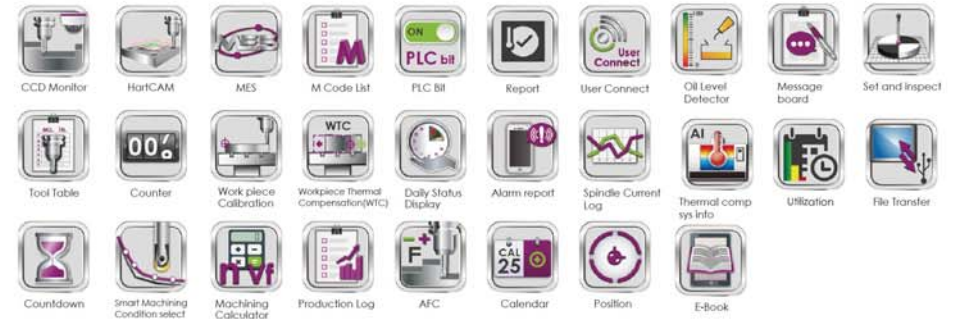 ON
PLC bit
User
Connect
M
CCD Monitor
HartCAM
MES
M Code List
PLC Bit
Report
User Connect
Oil Level
Detector
Message
board
Set and inspect
WTC
AI
Tool Table
Counter
Work piece
Calibration
Workpiece Thermal
Compensation(WTC)
Daily Status
Display
Alarm report
Spindle Current
Log
Thermal comp
sys info
Utilization
File Transfer
F
CAL
25
Countdown
Smart Machining
Condition select
Machining
Calculator
Production Log
AFC
Calendar
Position
E-Book